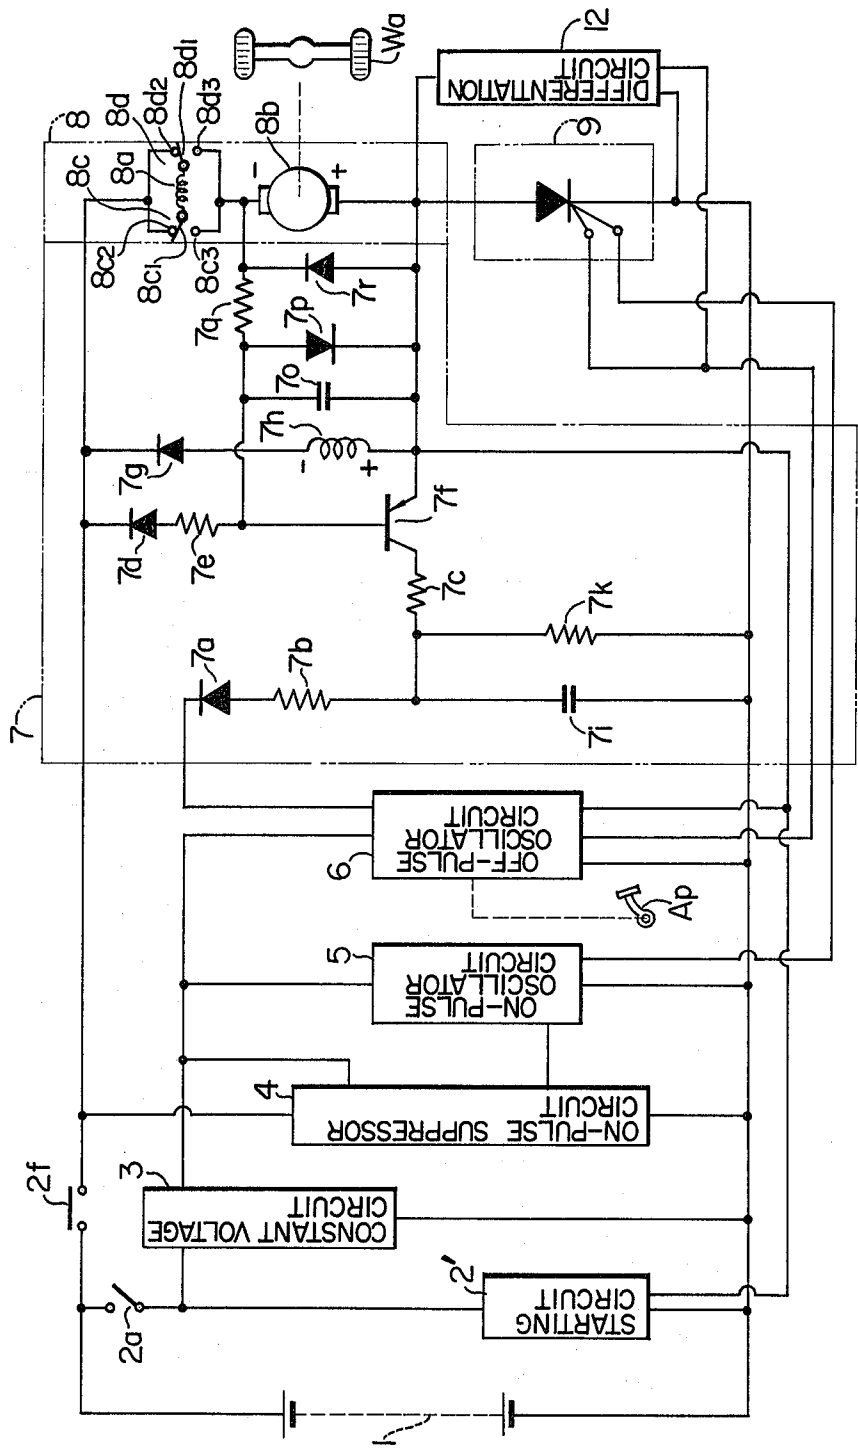 12
DIFFERENTIATION
CIRCUIT
Wa
8
8d1
8d2
8d3
8d
8a
8c
8c2
8c1
8c3
8b
-
+
9
7q
7r
7p
7o
7h
-
+
7g
7d
7e
7f
7c
7k
7a
7b
7i
7
6
OFF-PULSE
OSCILLATOR
CIRCUIT
Ap
5
ON-PULSE
OSCILLATOR
CIRCUIT
4
ON-PULSE SUPPRESSOR
CIRCUIT
2f
3
CONSTANT VOLTAGE
CIRCUIT
2a
2'
STARTING
CIRCUIT
1